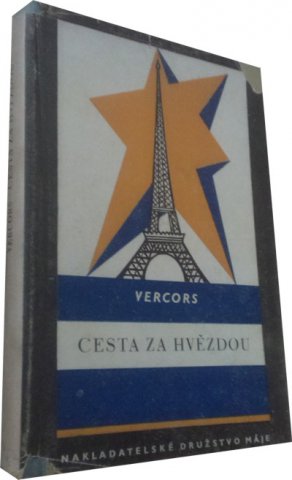 VERCORS
CESTA ZA HVĚZDOU
NAKLADATELSKÉ DRUŽSTVO MÁJE